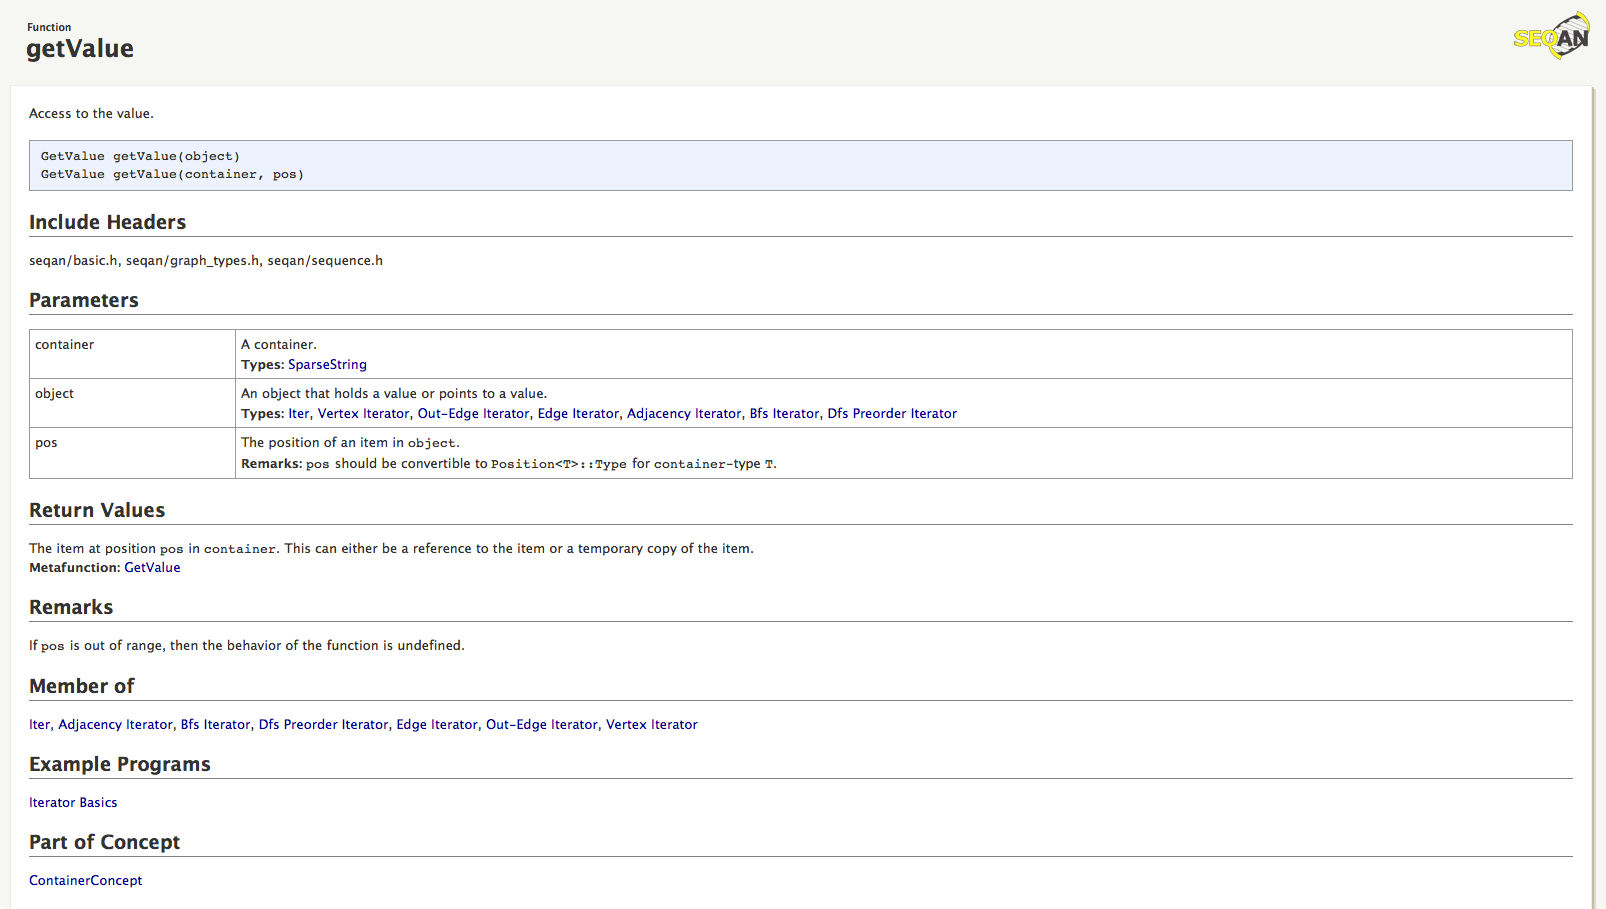 Function
getValue
SEQAN
Access to the value.
GetValue getValue(object)
GetValue getValue(container, pos)
Include Headers
seqan/basic.h, seqan/graph_types.h, seqan/sequence.h
Parameters
container
A container.
Types: SparseString
object
An object that holds a value or points to a value.
Types: Iter, Vertex Iterator, Out-Edge Iterator, Edge Iterator, Adjacency Iterator, Bfs Iterator, Dfs Preorder Iterator
pos
The position of an item in object.
Remarks: pos should be convertible to Position<T>::Type for container-type T.
Return Values
The item at position pos in container. This can either be a reference to the item or a temporary copy of the item.
Metafunction: GetValue
Remarks
If pos is out of range, then the behavior of the function is undefined.
Member of
Iter, Adjacency Iterator, Bfs Iterator, Dfs Preorder Iterator, Edge Iterator, Out-Edge Iterator, Vertex Iterator
Example Programs
Iterator Basics
Part of Concept
ContainerConcept